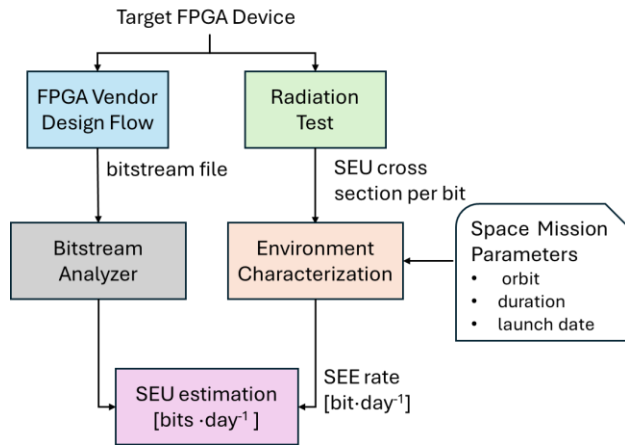 Target FPGA Device
FPGA Vendor
Design Flow
Radiation
Test
bitstream file
SEU cross
section per bit
Bitstream
Analyzer
Environment
Characterization
Space Mission
Parameters
• orbit
• duration
• launch date
SEU estimation
[bits ·day⁻¹ ]
SEE rate
[bit·day⁻¹]